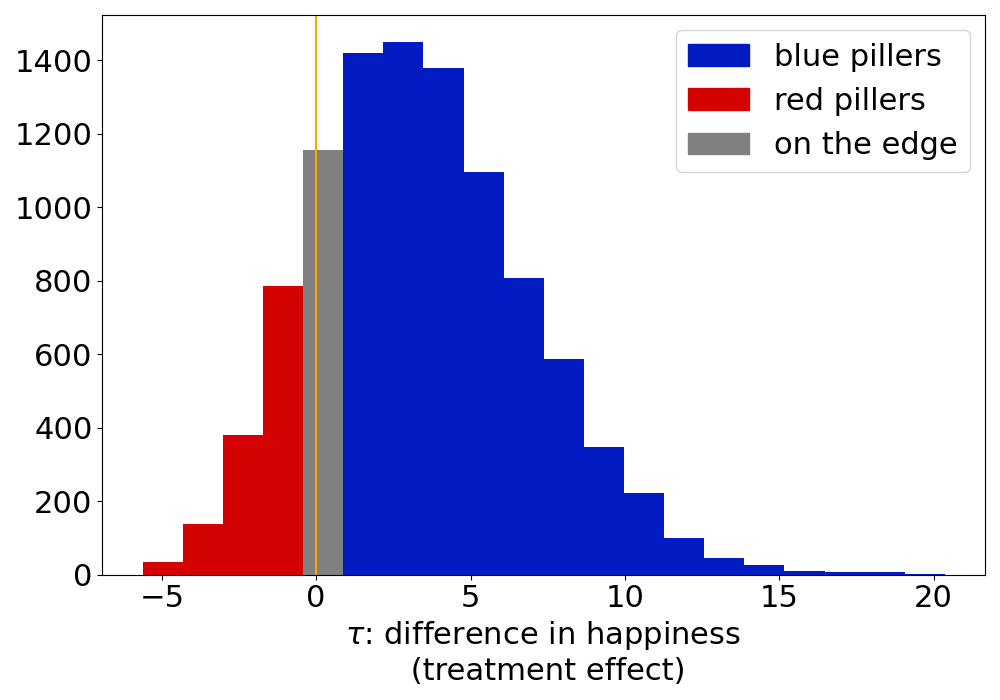 1400
1200
1000
800
600
400
200
0
blue pillers
red pillers
on the edge
−5 0 5 10 15 20
τ: difference in happiness
(treatment effect)